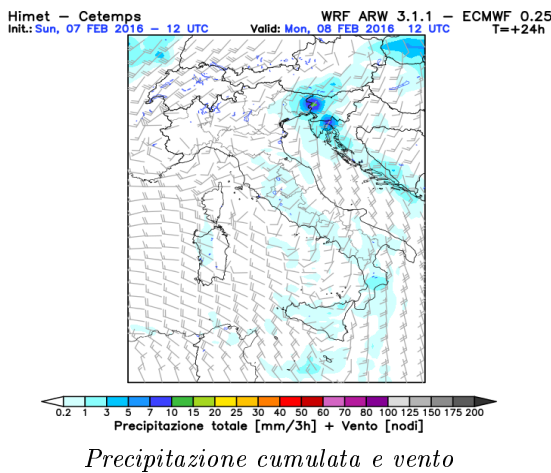 Himet – Cetemps WRF ARW 3.1.1 – ECMWF 0.25
Init.: Sun, 07 FEB 2016 – 12 UTC Valid: Mon, 08 FEB 2016 12 UTC T=+24h
0.2 1 3 5 7 10 15 20 25 30 40 50 60 70 80 100 125 150 175 200
Precipitazione totale [mm/3h] + Vento [nodi]
Precipitazione cumulata e vento